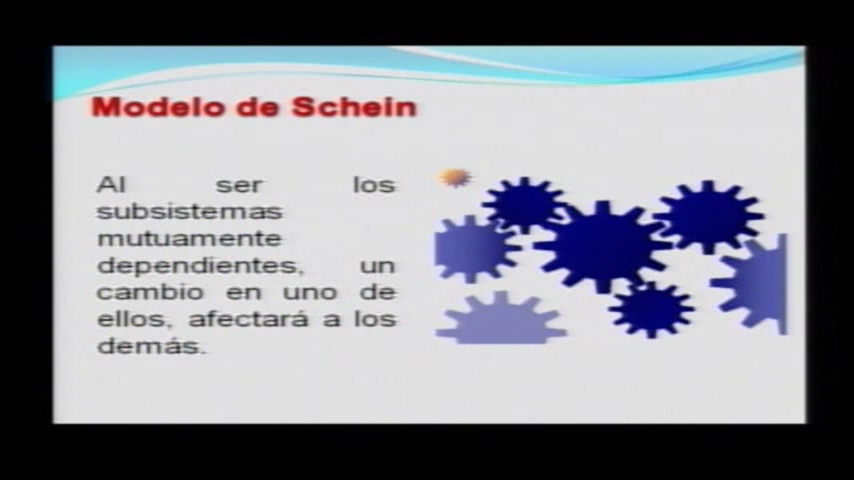 Modelo de Schein
Al ser los
subsistemas
mutuamente
dependientes, un
cambio en uno de
ellos, afectará a los
demás.